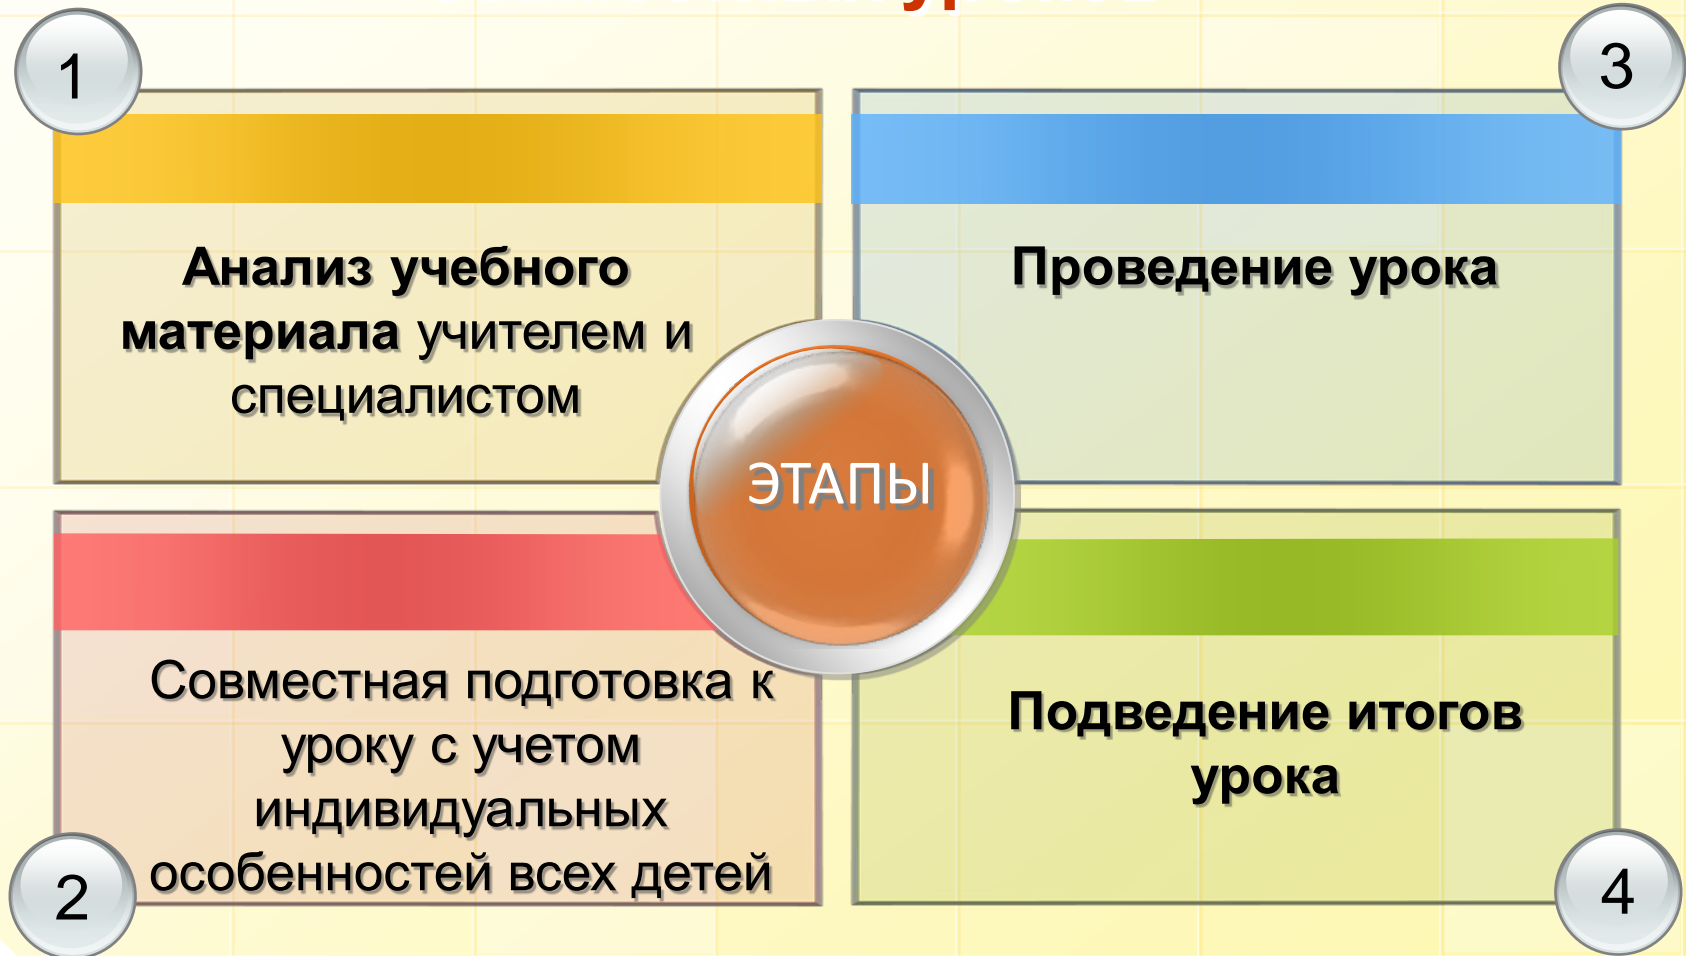 1
Анализ учебного
материала учителем и
специалистом
2
Совместная подготовка к
уроку с учетом
индивидуальных
особенностей всех детей
ЭТАПЫ
3
Проведение урока
4
Подведение итогов
урока